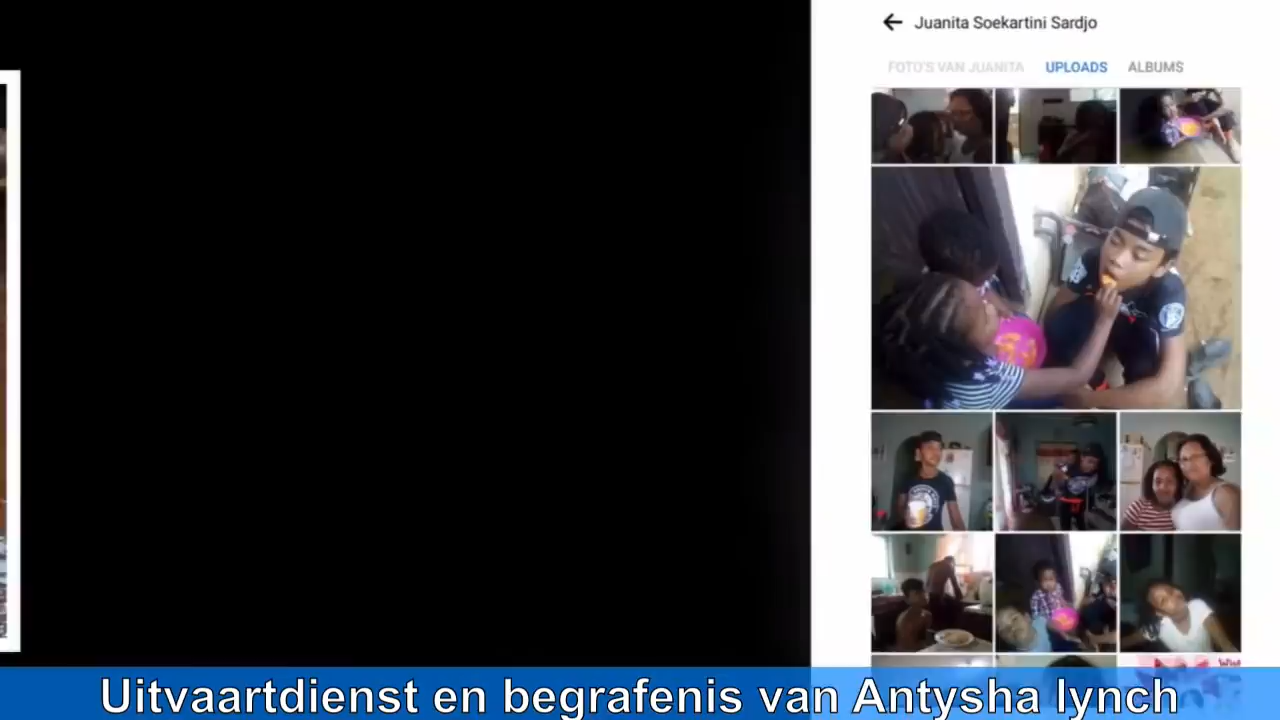 Juanita Soekartini Sardjo
FOTO'S VAN JUANITA UPLOADS ALBUMS
Uitvaartdienst en begrafenis van Antysha lynch